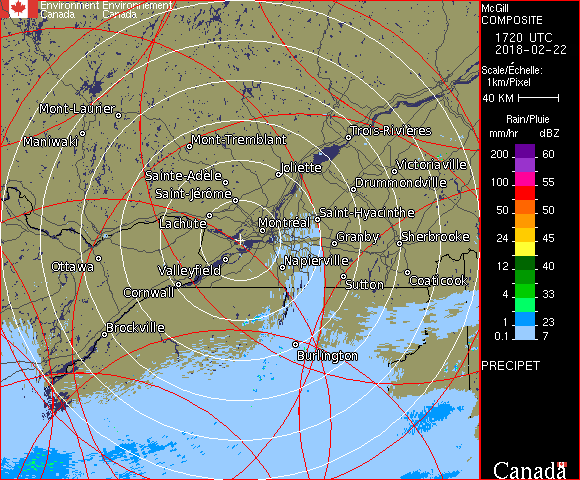 Environment Environnement
Canada Canada
Mont-Laurier
Maniwaki
Mont-Tremblant
Trois-Rivières
Sainte-Adèle
Joliette
Victoriaville
Saint-Jérôme
Drummondville
Lachute
Montréal
Saint-Hyacinthe
Granby
Sherbrooke
Ottawa
Valleyfield
Napierville
Cornwall
Sutton
Coaticook
Brockville
Burlington
McGill
COMPOSITE
1720 UTC
2018-02-22
Scale/Échelle:
1km/Pixel
40 KM
Rain/Pluie
mm/hr dBZ
200 60
150 57
100 55
50 50
24 45
12 40
4 33
1 23
0.1 7
PRECIPET
Canada